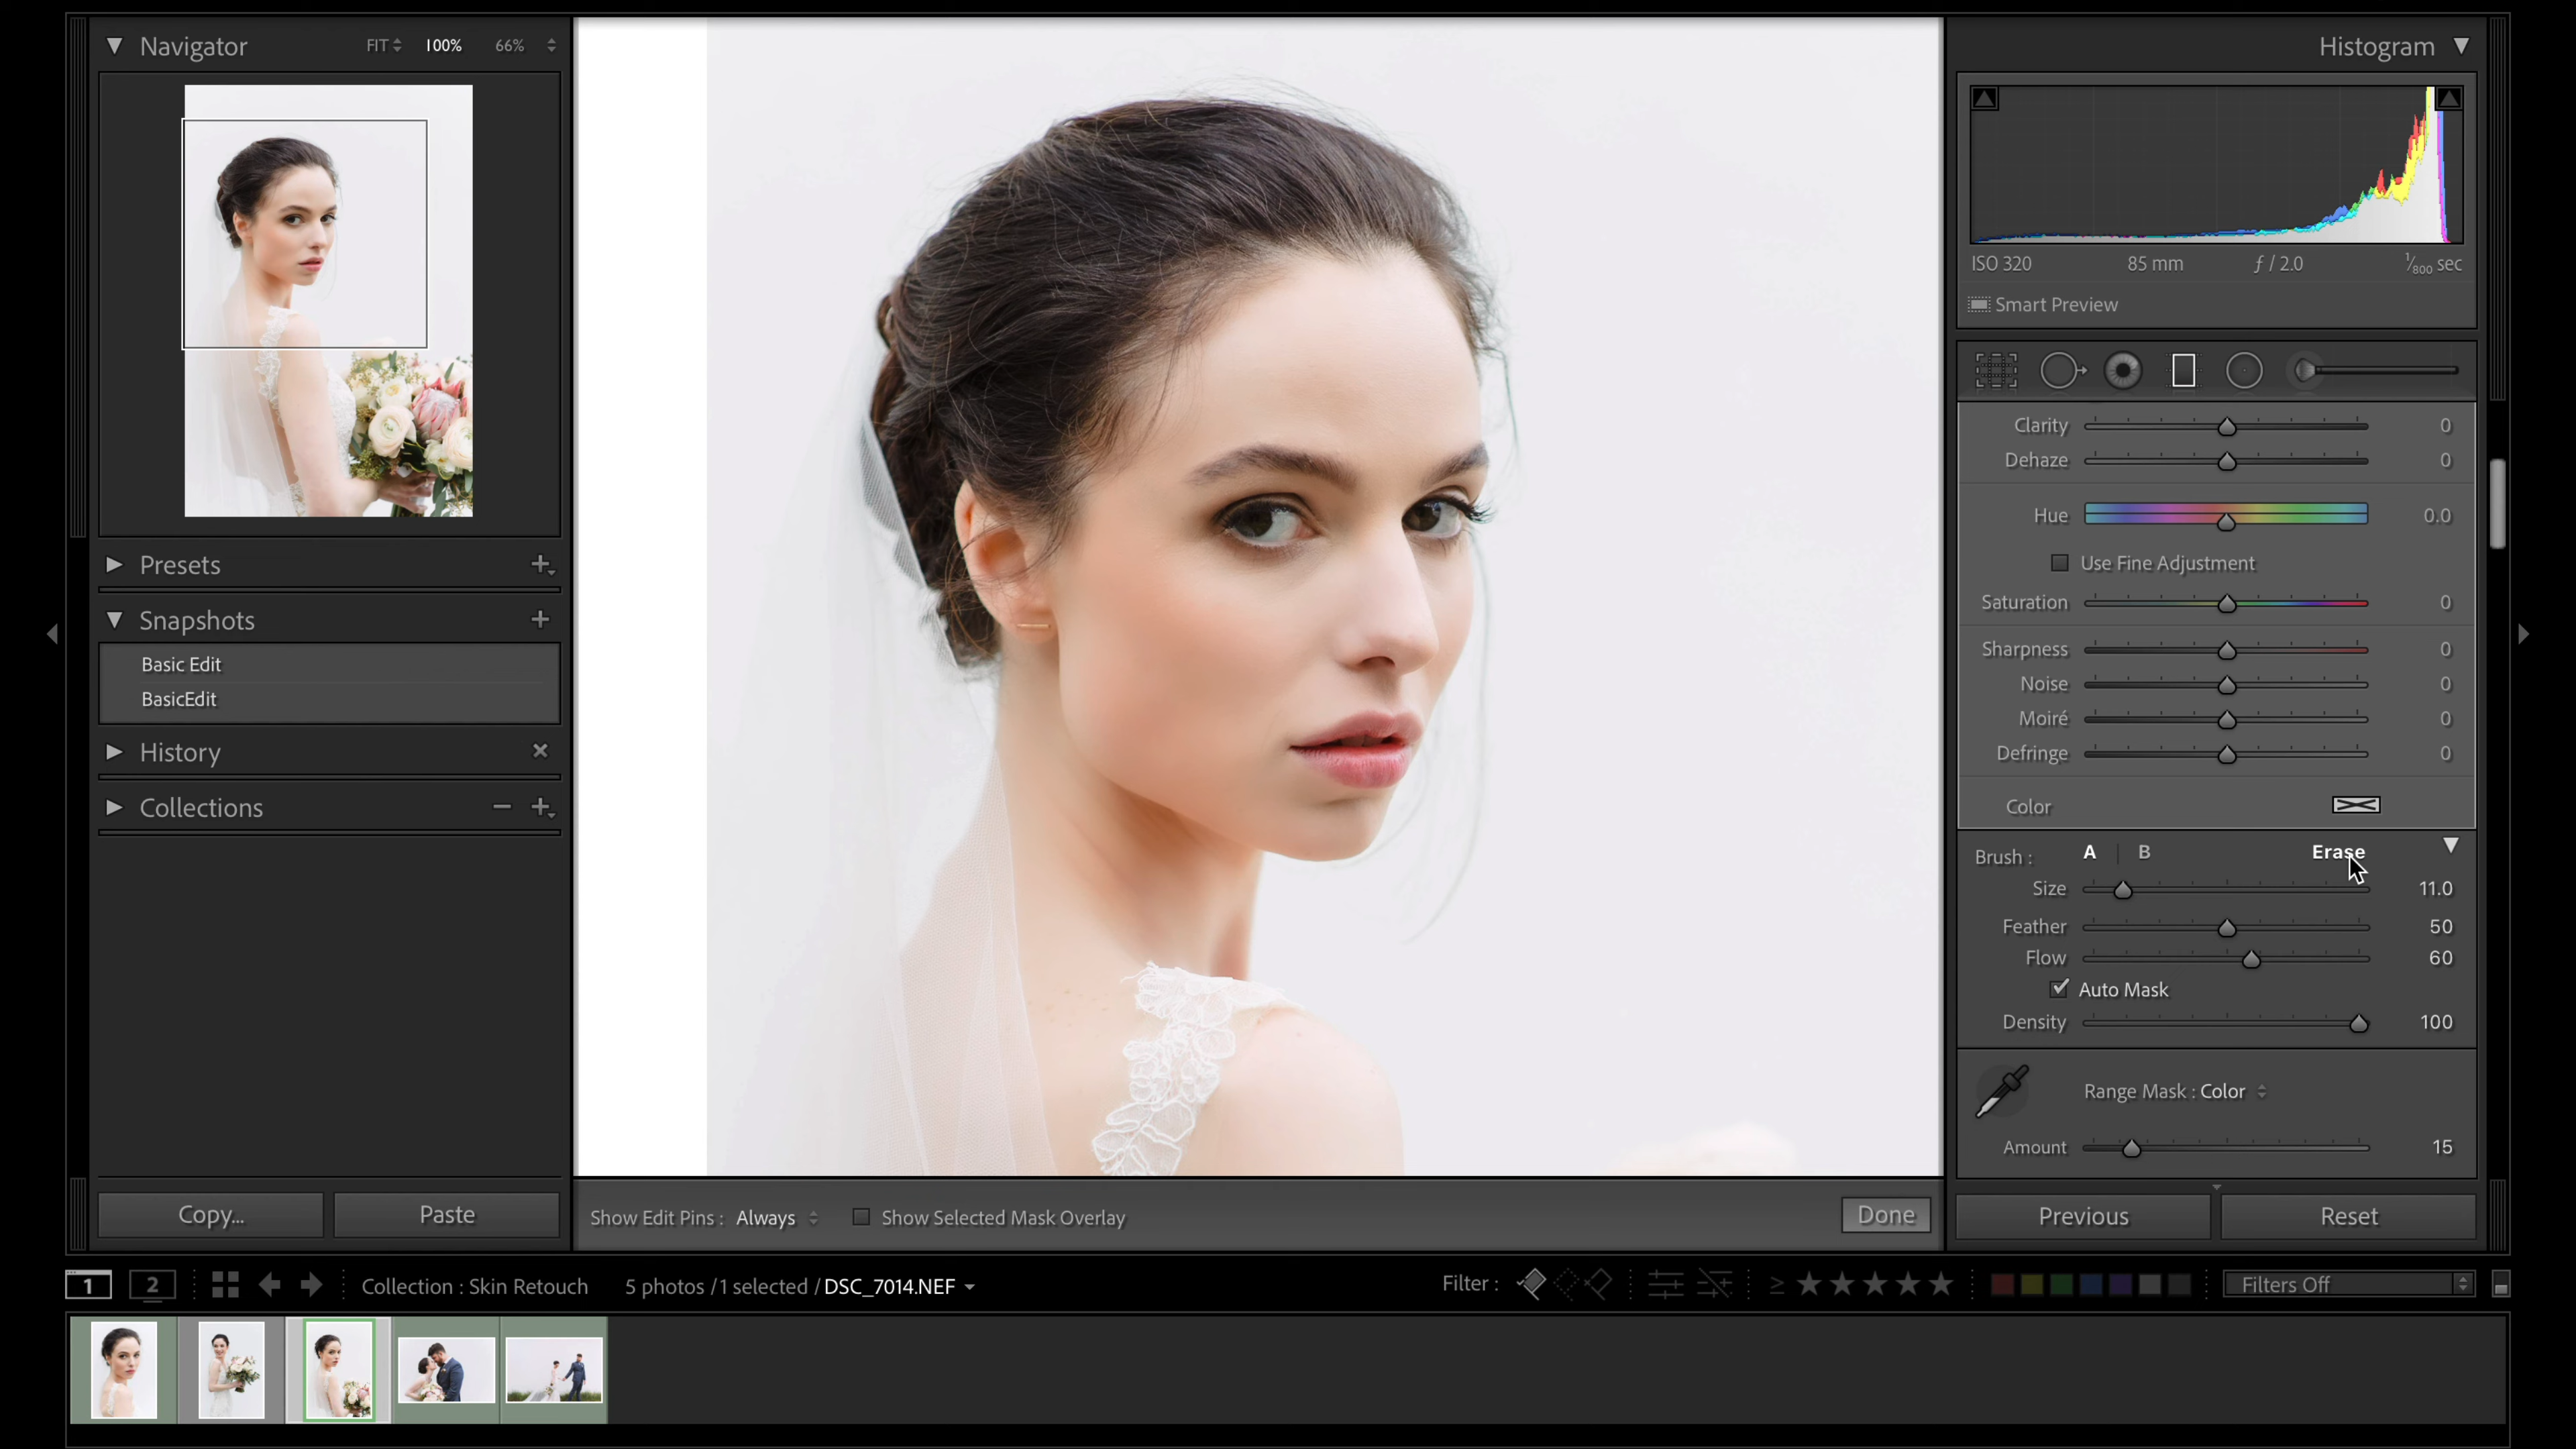 Navigator FIT 100% 66%
Presets
Snapshots
Basic Edit
BasicEdit
History
Collections
Copy... Paste
Show Edit Pins : Always Show Selected Mask Overlay Done
Histogram
ISO 320 85 mm ƒ / 2.0 1/800 sec
Smart Preview
Clarity 0
Dehaze 0
Hue 0.0
Use Fine Adjustment
Saturation 0
Sharpness 0
Noise 0
Moiré 0
Defringe 0
Color
Brush : A B Erase
Size 11.0
Feather 50
Flow 60
Auto Mask
Density 100
Range Mask : Color
Amount 15
Previous Reset
1 2 Collection : Skin Retouch 5 photos / 1 selected / DSC_7014.NEF Filter : ≥ Filters Off